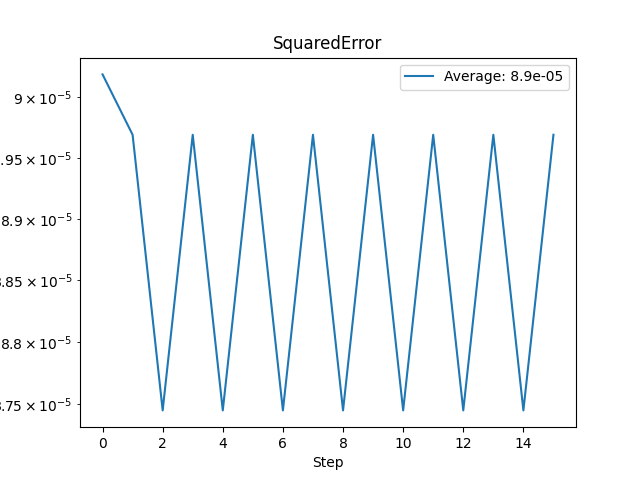 SquaredError
Average: 8.9e-05
9 × 10⁻⁵
.95 × 10⁻⁵
8.9 × 10⁻⁵
.85 × 10⁻⁵
8.8 × 10⁻⁵
.75 × 10⁻⁵
0 2 4 6 8 10 12 14
Step